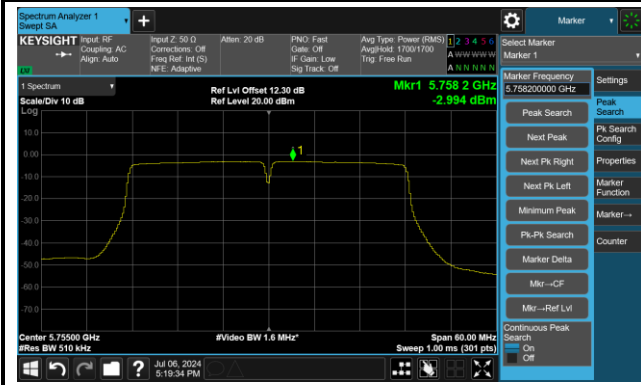 Spectrum Analyzer 1
Swept SA
Marker
KEYSIGHT
Input: RF
Coupling: AC
Align: Auto
Input Z: 50 Ω
Corrections: Off
Freq Ref: Int (S)
NFE: Adaptive
Atten: 20 dB
PNO: Fast
Gate: Off
IF Gain: Low
Sig Track: Off
Avg Type: Power (RMS)
Avg|Hold: 1700/1700
Trig: Free Run
1 2 3 4 5 6
A W W W W W
A N N N N N
LW
Select Marker
Marker 1
1 Spectrum
Scale/Div 10 dB
Log
Ref Lvl Offset 12.30 dB
Ref Level 20.00 dBm
Mkr1 5.758 2 GHz
-2.994 dBm
10.0
0.00
-10.0
-20.0
-30.0
-40.0
-50.0
-60.0
-70.0
1
Center 5.75500 GHz
#Res BW 510 kHz
#Video BW 1.6 MHz*
Span 60.00 MHz
Sweep 1.00 ms (301 pts)
Marker Frequency
5.758200000 GHz
Peak Search
Next Peak
Next Pk Right
Next Pk Left
Minimum Peak
Pk-Pk Search
Marker Delta
Mkr→CF
Mkr→Ref Lvl
Continuous Peak
Search
On
Off
Settings
Peak
Search
Pk Search
Config
Properties
Marker
Function
Marker→
Counter
Jul 06, 2024
5:19:34 PM